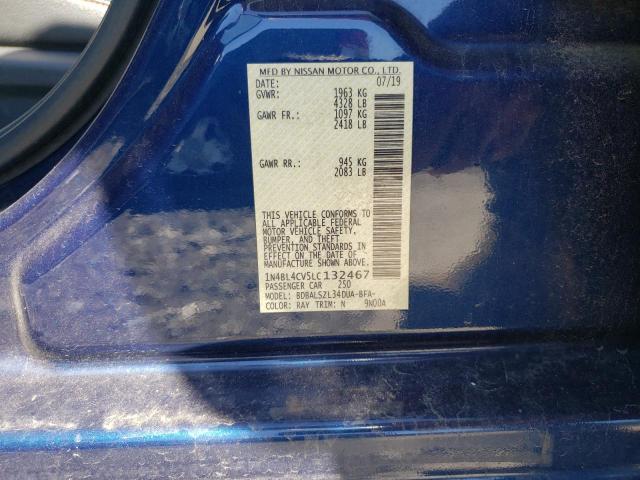 MFD BY NISSAN MOTOR CO., LTD.
DATE: 07/19
GVWR: 1963 KG
4328 LB
GAWR FR.: 1097 KG
2418 LB
GAWR RR.: 945 KG
2083 LB
THIS VEHICLE CONFORMS TO
ALL APPLICABLE FEDERAL
MOTOR VEHICLE SAFETY,
BUMPER, AND THEFT
PREVENTION STANDARDS
IN EFFECT ON THE DATE OF
MANUFACTURE SHOWN ABOVE.
1N4BL4CV5LC132467
PASSENGER CAR 250
MODEL: BDBALSZL34DUA-BFA-
COLOR: RAY TRIM: N 9N00A